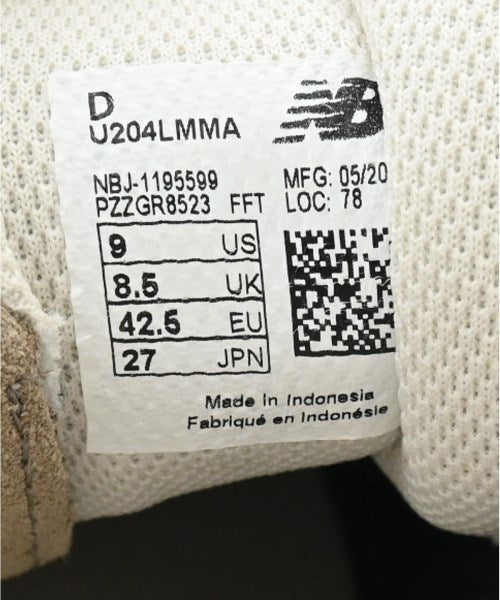 D
U204LMMA
NB
NBJ-1195599
PZZGR8523 FFT
MFG: 05/20
LOC: 78
9 US
8.5 UK
42.5 EU
27 JPN
Made in Indonesia
Fabriqué en Indonésie